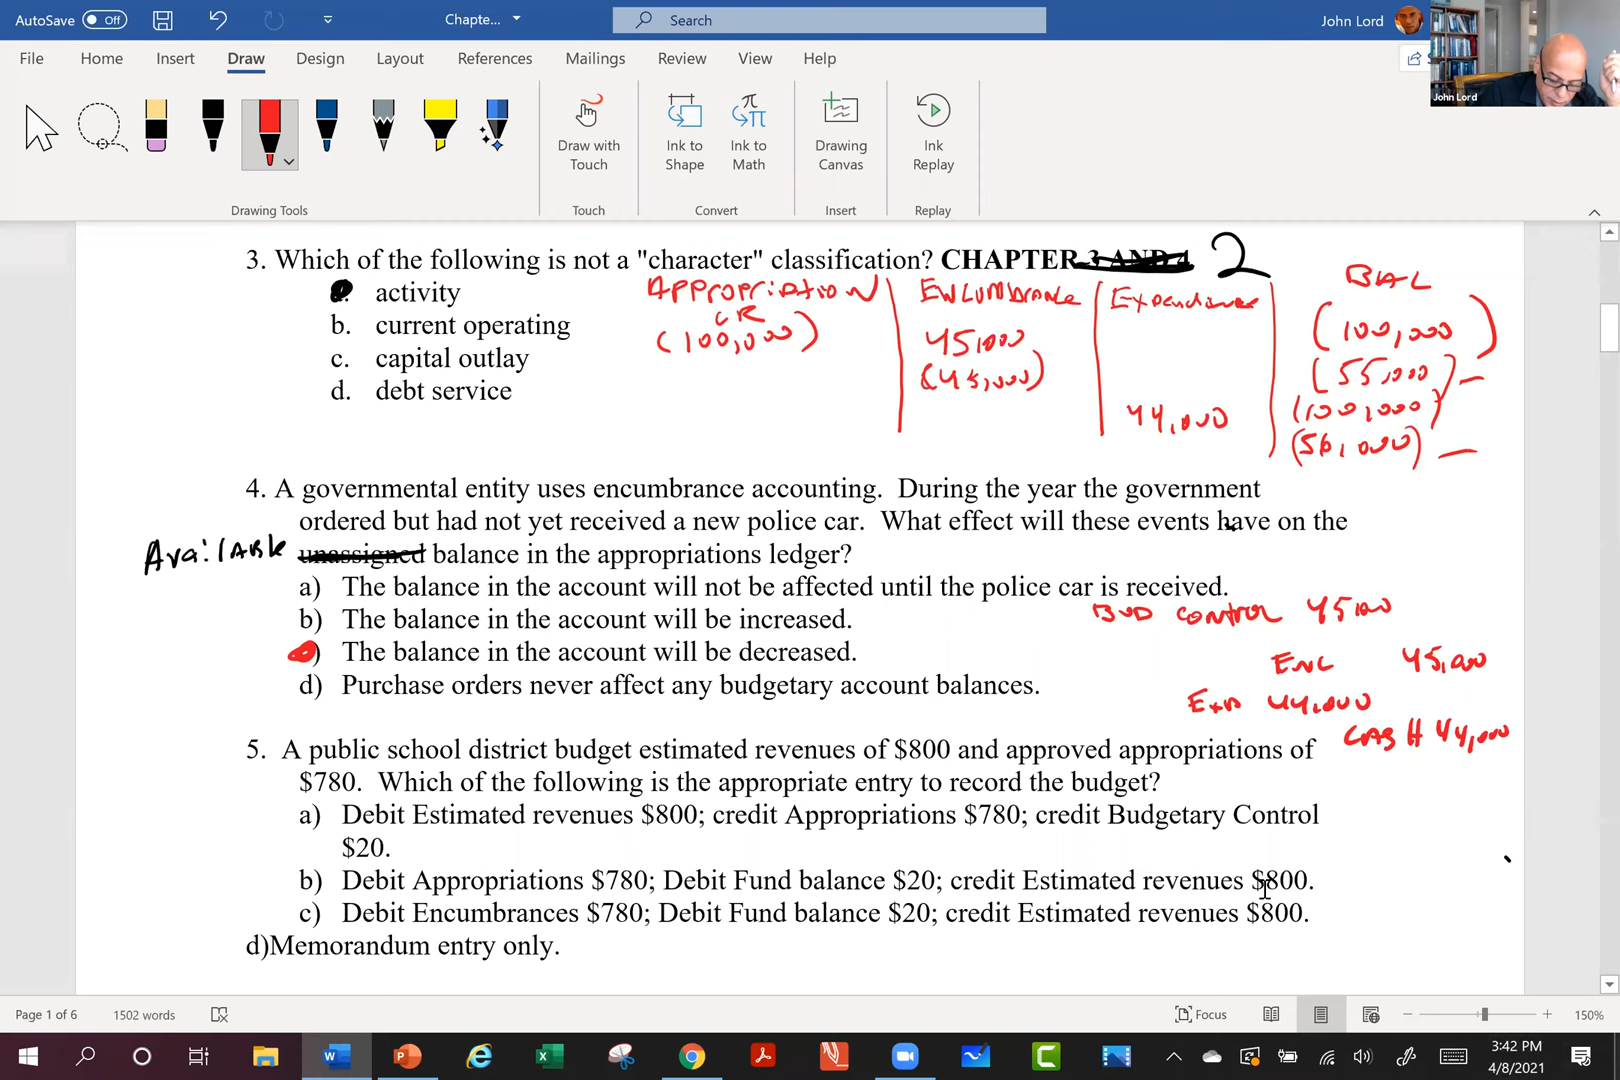 AutoSave Off Chapte... Search John Lord
File Home Insert Draw Design Layout References Mailings Review View Help
John Lord
Draw with Touch
Ink to Shape
Ink to Math
Drawing Canvas
Ink Replay
Drawing Tools Touch Convert Insert Replay
3. Which of the following is not a "character" classification? CHAPTER 3 AND 4 2
activity
b. current operating
c. capital outlay
d. debt service
Appropriation Encumbrance Expenditures BAL
CR
(100,000) 45,000 (100,000)
(45,000) (55,000)
(100,000)
44,000 (56,000)
4. A governmental entity uses encumbrance accounting. During the year the government
ordered but had not yet received a new police car. What effect will these events have on the
Available unassigned balance in the appropriations ledger?
a) The balance in the account will not be affected until the police car is received.
b) The balance in the account will be increased.
) The balance in the account will be decreased.
d) Purchase orders never affect any budgetary account balances.
BUD control 45,000
ENC 45,000
Exp 44,000
CASH 44,000
5. A public school district budget estimated revenues of $800 and approved appropriations of
$780. Which of the following is the appropriate entry to record the budget?
a) Debit Estimated revenues $800; credit Appropriations $780; credit Budgetary Control
$20.
b) Debit Appropriations $780; Debit Fund balance $20; credit Estimated revenues $800.
c) Debit Encumbrances $780; Debit Fund balance $20; credit Estimated revenues $800.
d)Memorandum entry only.
Page 1 of 6 1502 words Focus 150%
3:42 PM
4/8/2021